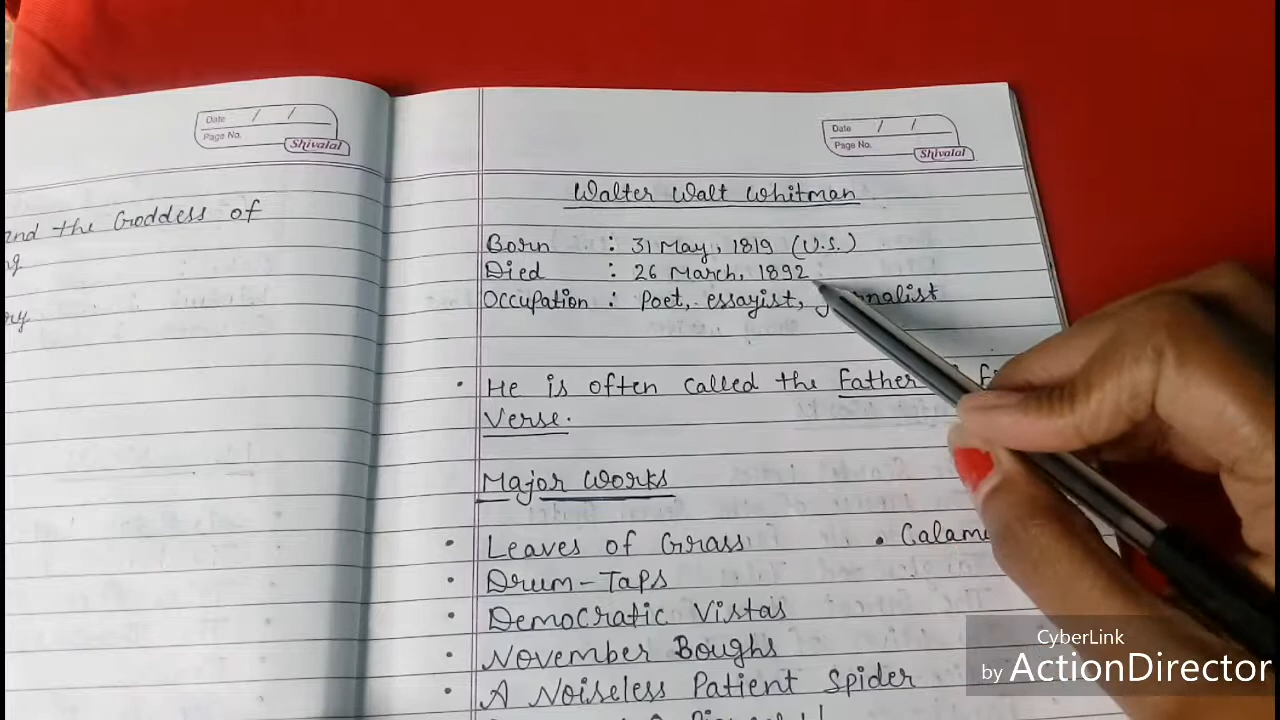 Date / /
Page No.
Shivalal
and the Goddess of
Date / /
Page No.
Shivalal
Walter Walt Whitman
Born : 31 May, 1819 (U.S.)
Died : 26 March, 1892
Occupation : Poet, essayist,
• He is often called the Father
Verse.
Major Works
• Leaves of Grass
• Drum-Taps
• Democratic Vistas
• November Boughs
• A Noiseless Patient Spider
CyberLink
by ActionDirector